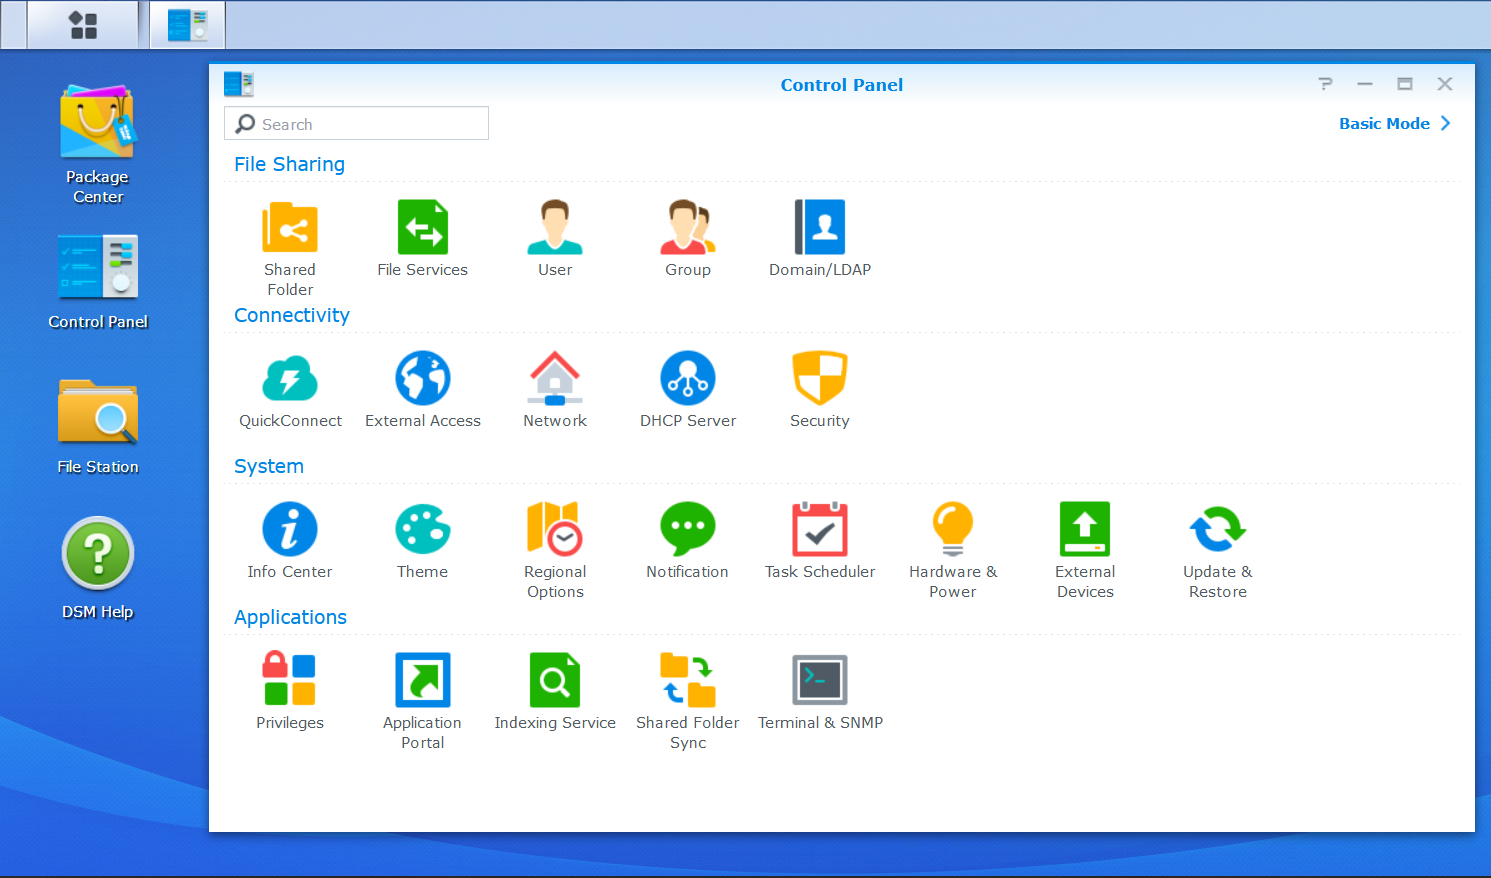 Control Panel
Search
Basic Mode
File Sharing
Shared
Folder
File Services
User
Group
Domain/LDAP
Connectivity
QuickConnect
External Access
Network
DHCP Server
Security
System
Info Center
Theme
Regional
Options
Notification
Task Scheduler
Hardware &
Power
External
Devices
Update &
Restore
Applications
Privileges
Application
Portal
Indexing Service
Shared Folder
Sync
Terminal & SNMP
Package
Center
Control Panel
File Station
DSM Help